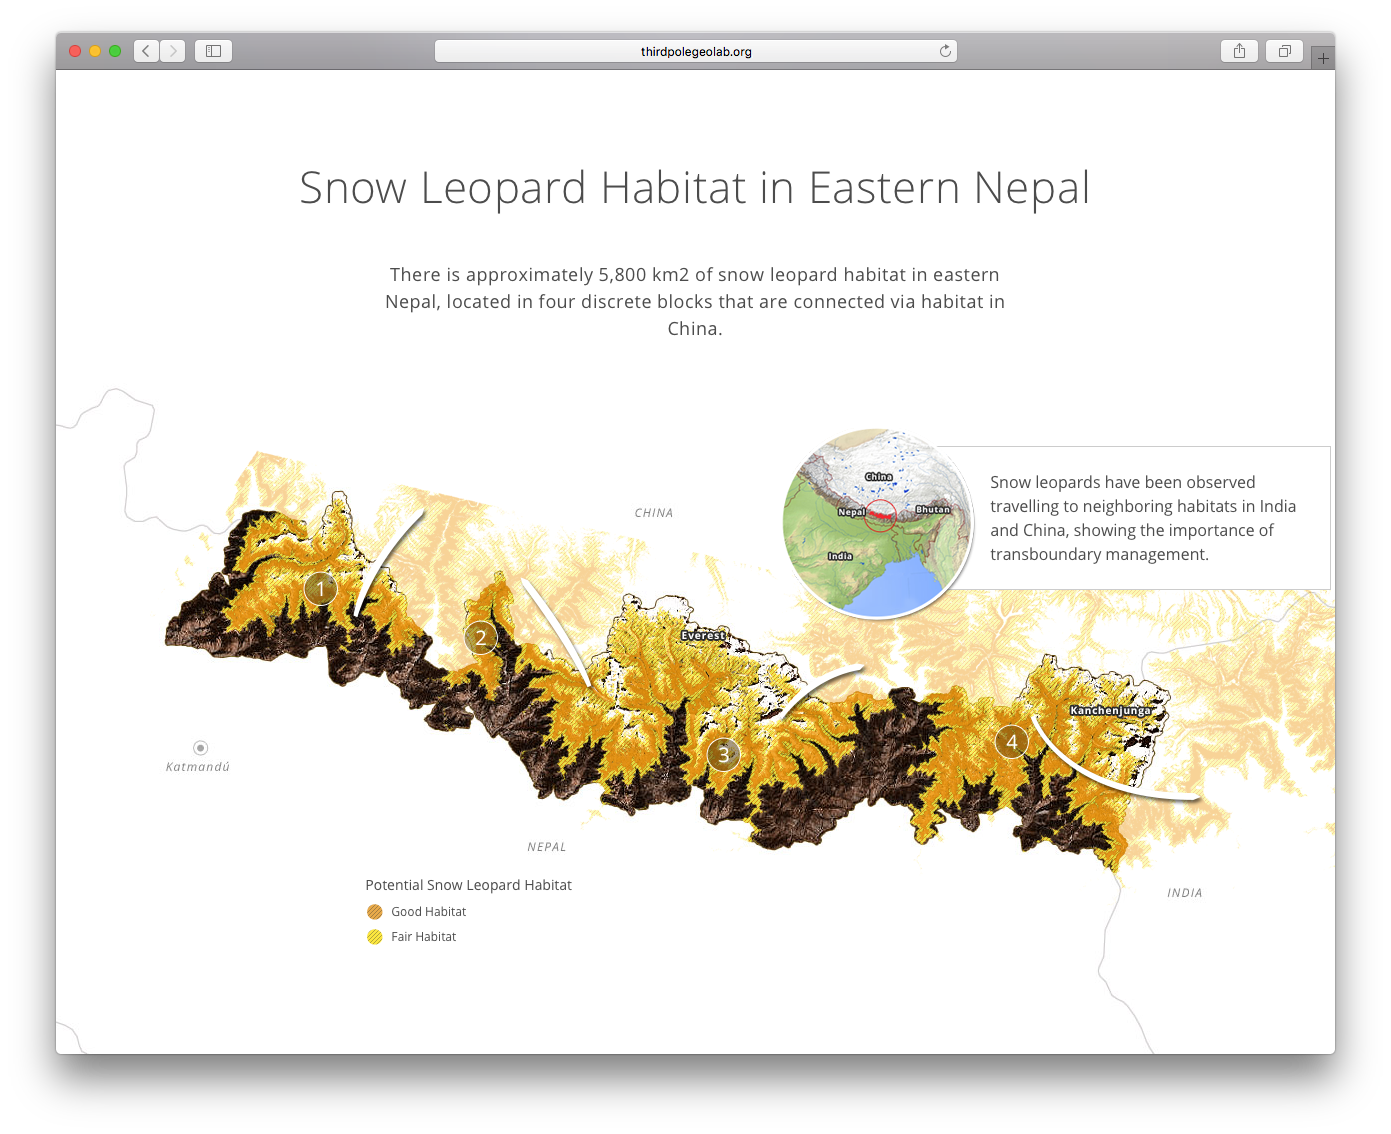 thirdpolegeolab.org
Snow Leopard Habitat in Eastern Nepal
There is approximately 5,800 km2 of snow leopard habitat in eastern
Nepal, located in four discrete blocks that are connected via habitat in
China.
China
Nepal
Bhutan
India
Snow leopards have been observed
travelling to neighboring habitats in India
and China, showing the importance of
transboundary management.
CHINA
1
2
Everest
3
4
Kanchenjunga
Katmandú
NEPAL
INDIA
Potential Snow Leopard Habitat
Good Habitat
Fair Habitat